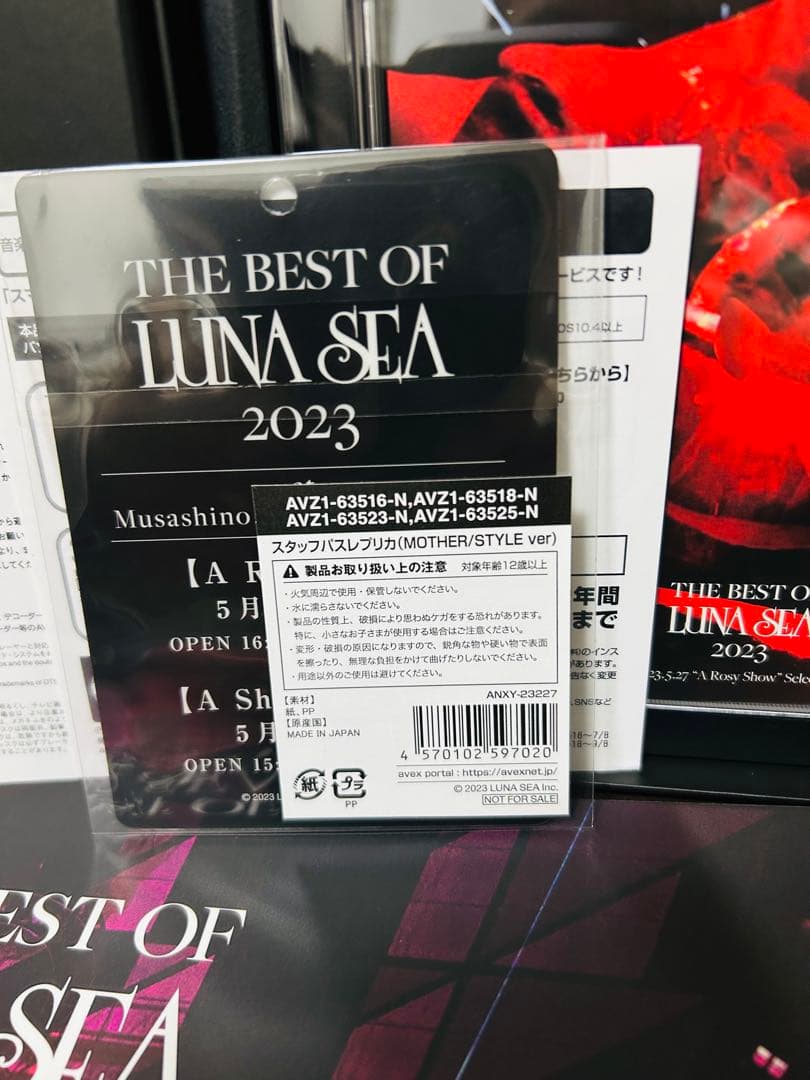 THE BEST OF
LUNA SEA
2023
Musashino
【A R
5月
OPEN 16:
【A Sh
5月
OPEN 15:
© 2023 L
AVZ1-63516-N,AVZ1-63518-N
AVZ1-63523-N,AVZ1-63525-N
スタッフパスレプリカ(MOTHER/STYLE ver)
製品お取り扱い上の注意 対象年齢12歳以上
・火気周辺で使用・保管しないでください。
・水に濡らさないでください。
・製品の性質上、破損により思わぬケガをする恐れがあります。
特に、小さなお子さまが使用する場合はご注意ください。
・変形・破損の原因になりますので、鋭角な物や硬い物で表面
を擦ったり、無理な負担をかけて曲げたりしないでください。
・用途以外のご使用は避けてください。
【素材】
紙、PP
【原産国】
MADE IN JAPAN
ANXY-23227
4 570102 597020
紙
プラ
PP
avex portal : https://avexnet.jp/
© 2023 LUNA SEA Inc.
NOT FOR SALE
ービスです!
OS10.4以上
ちらから】
年間
まで
THE BEST O
LUNA SEA
2023
23.5.27 “A Rosy Show” Selec
EST OF
SEA